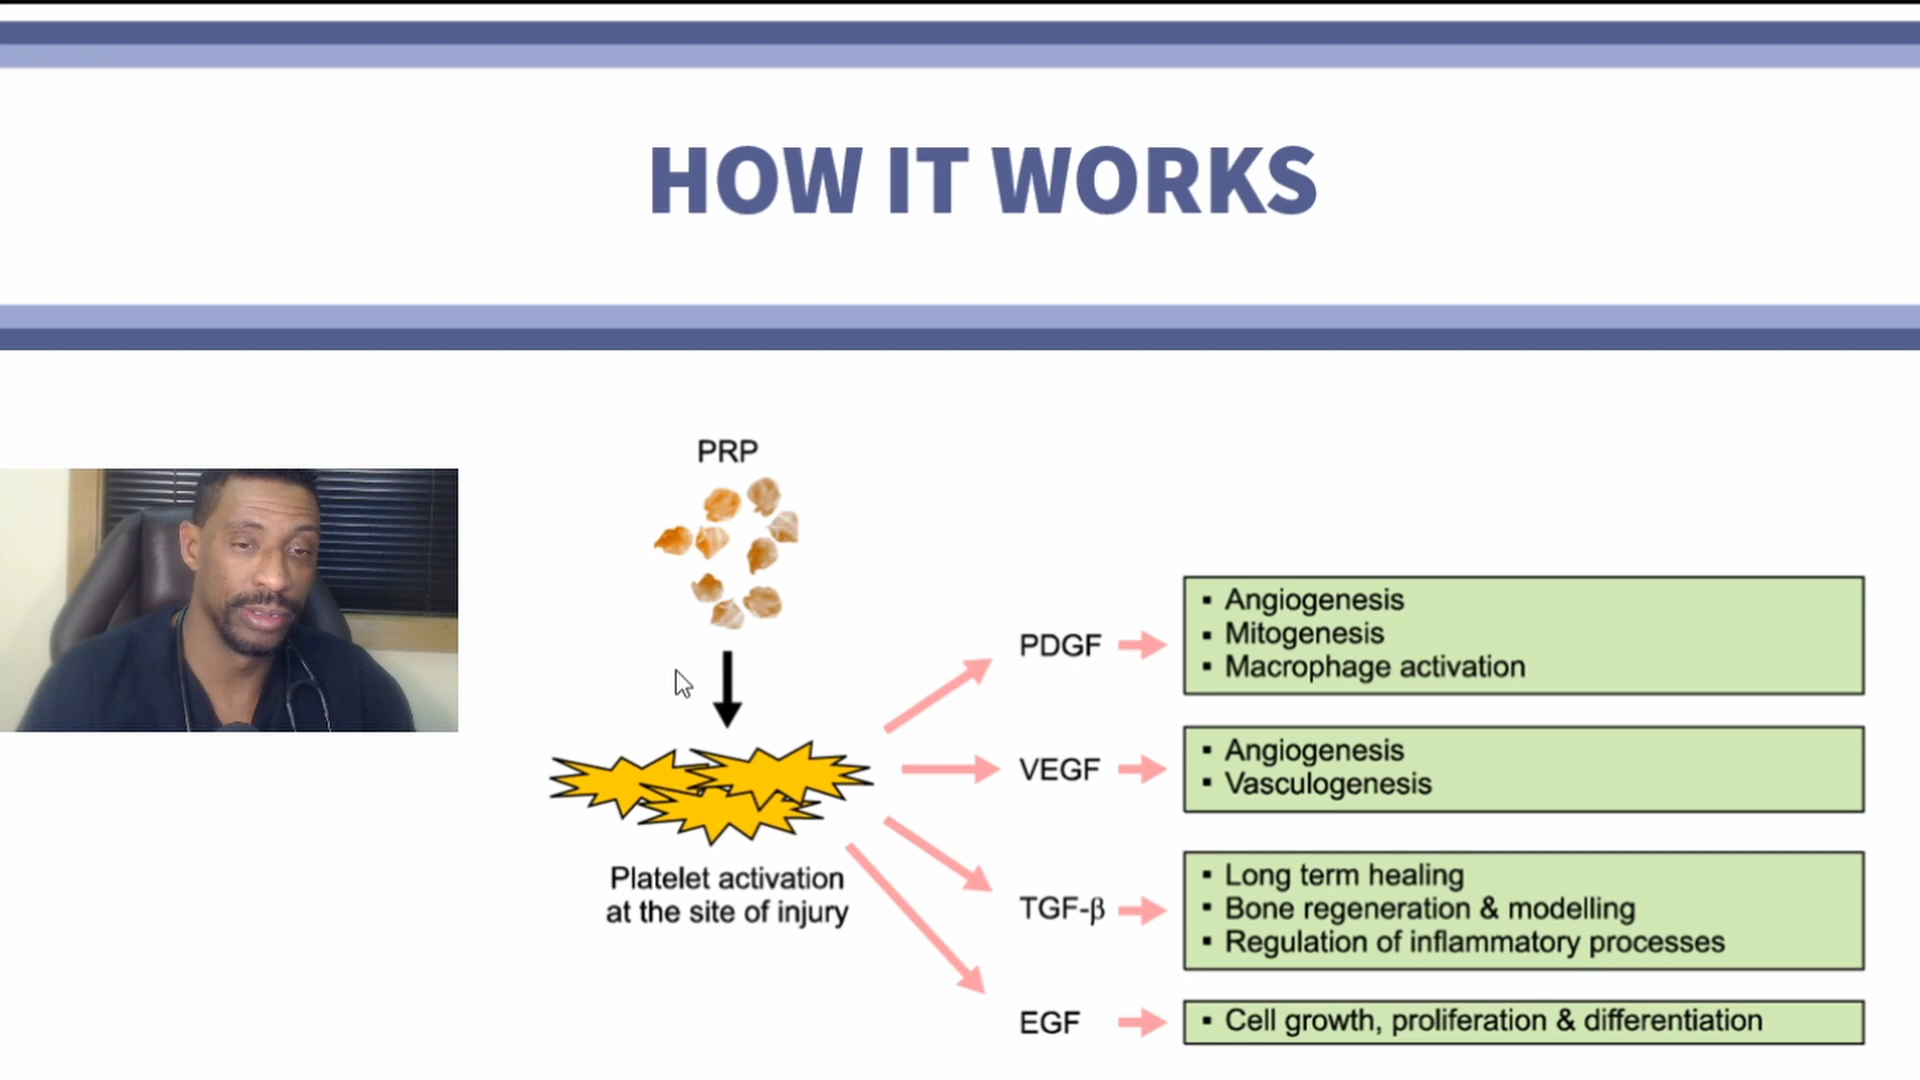 HOW IT WORKS
PRP
Platelet activation
at the site of injury
PDGF
▪ Angiogenesis
▪ Mitogenesis
▪ Macrophage activation
VEGF
▪ Angiogenesis
▪ Vasculogenesis
TGF-β
▪ Long term healing
▪ Bone regeneration & modelling
▪ Regulation of inflammatory processes
EGF
▪ Cell growth, proliferation & differentiation